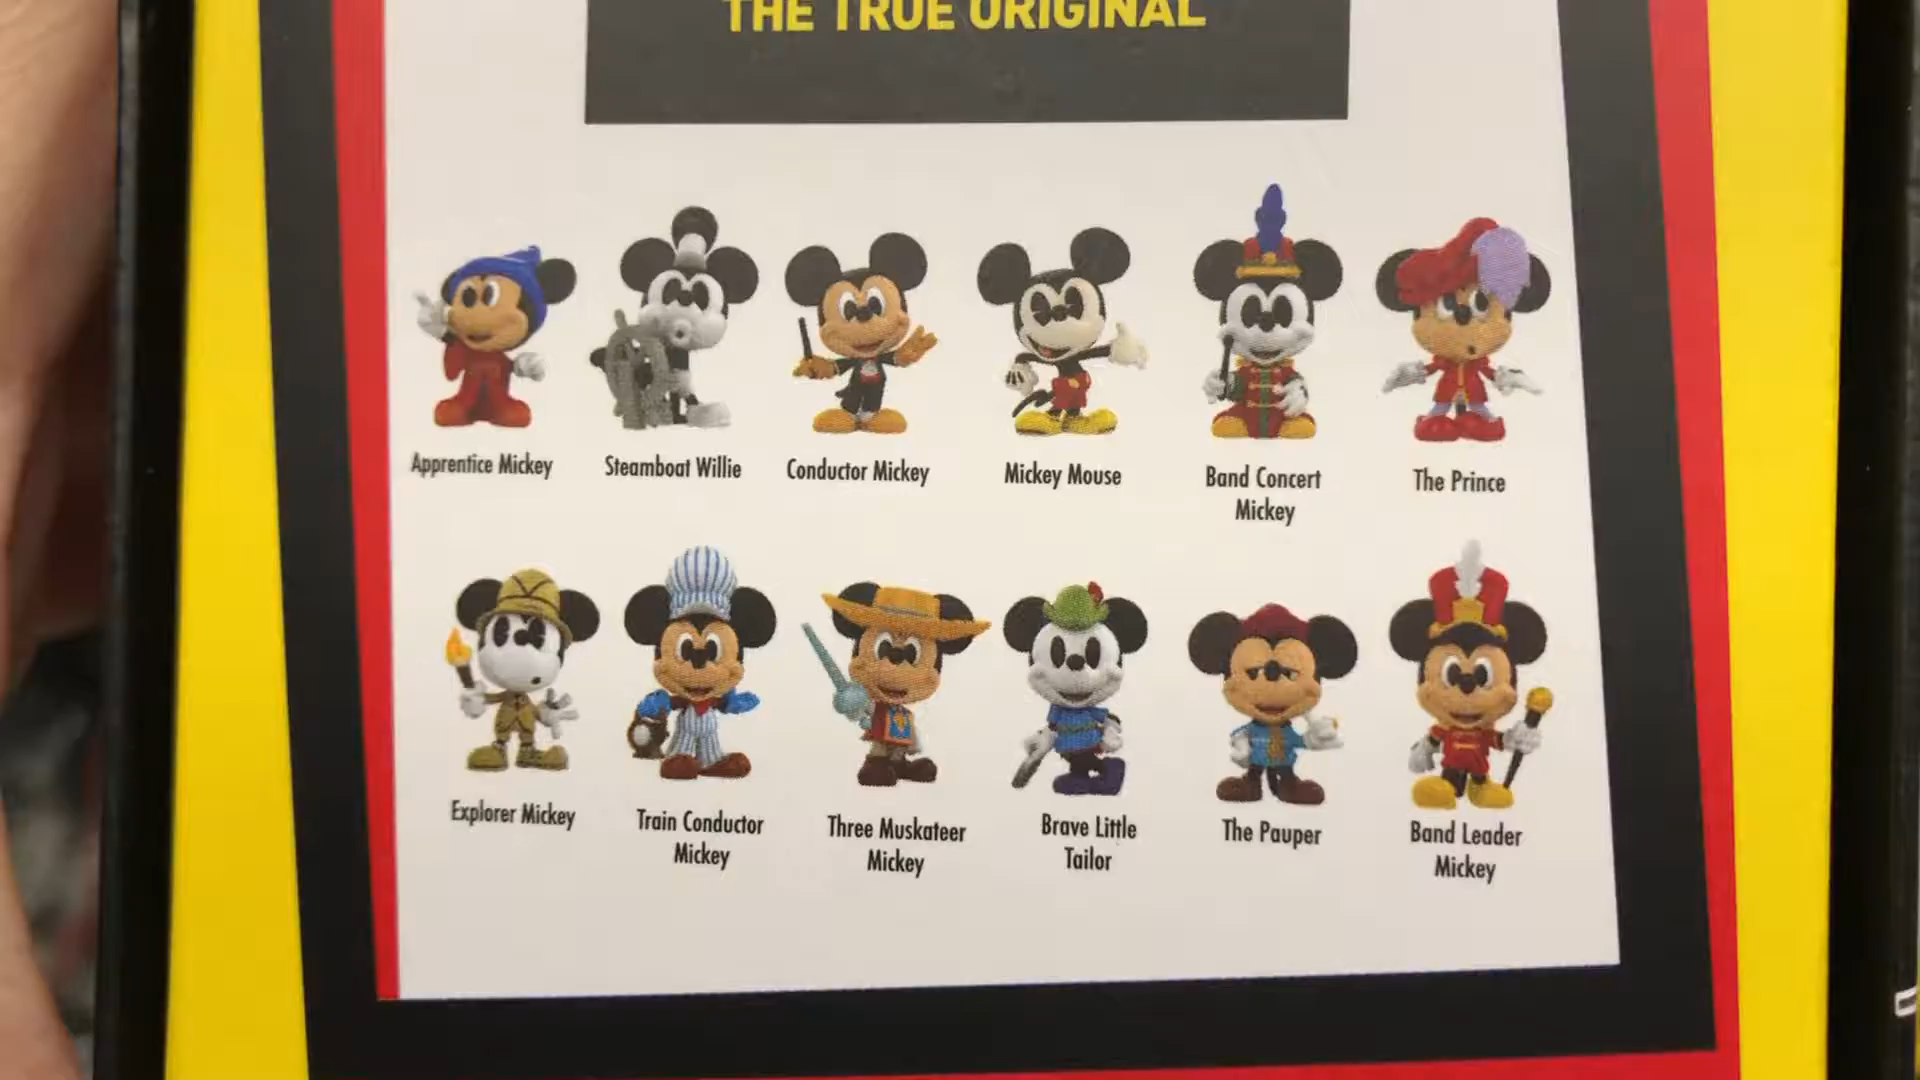 THE TRUE ORIGINAL
Apprentice Mickey
Steamboat Willie
Conductor Mickey
Mickey Mouse
Band Concert
Mickey
The Prince
Explorer Mickey
Train Conductor
Mickey
Three Muskateer
Mickey
Brave Little
Tailor
The Pauper
Band Leader
Mickey